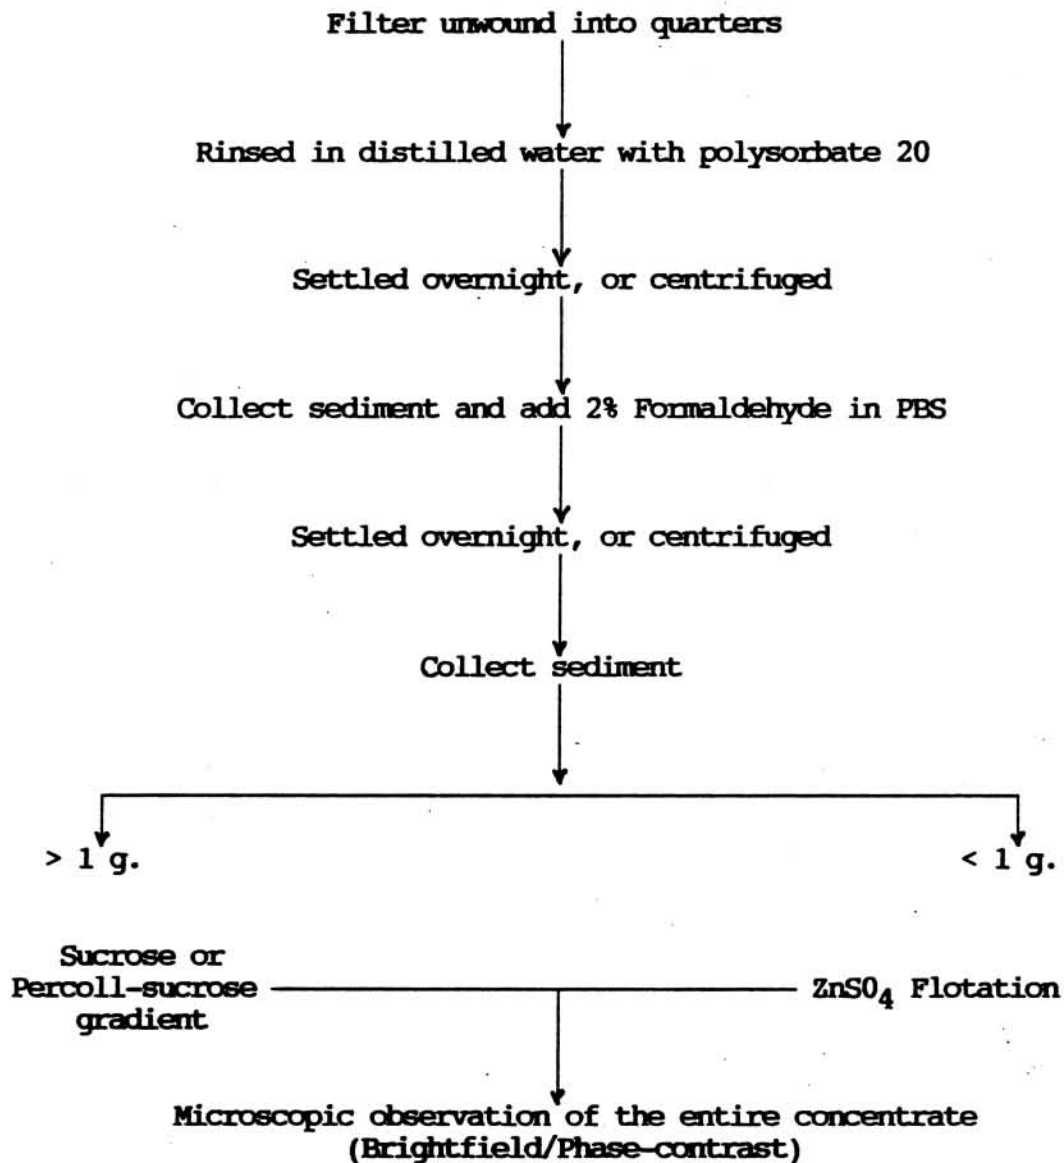 Filter unwound into quarters
Rinsed in distilled water with polysorbate 20
Settled overnight, or centrifuged
Collect sediment and add 2% Formaldehyde in PBS
Settled overnight, or centrifuged
Collect sediment
> 1 g.
< 1 g.
Sucrose or
Percoll-sucrose
gradient
ZnSO₄ Flotation
Microscopic observation of the entire concentrate
(Brightfield/Phase-contrast)